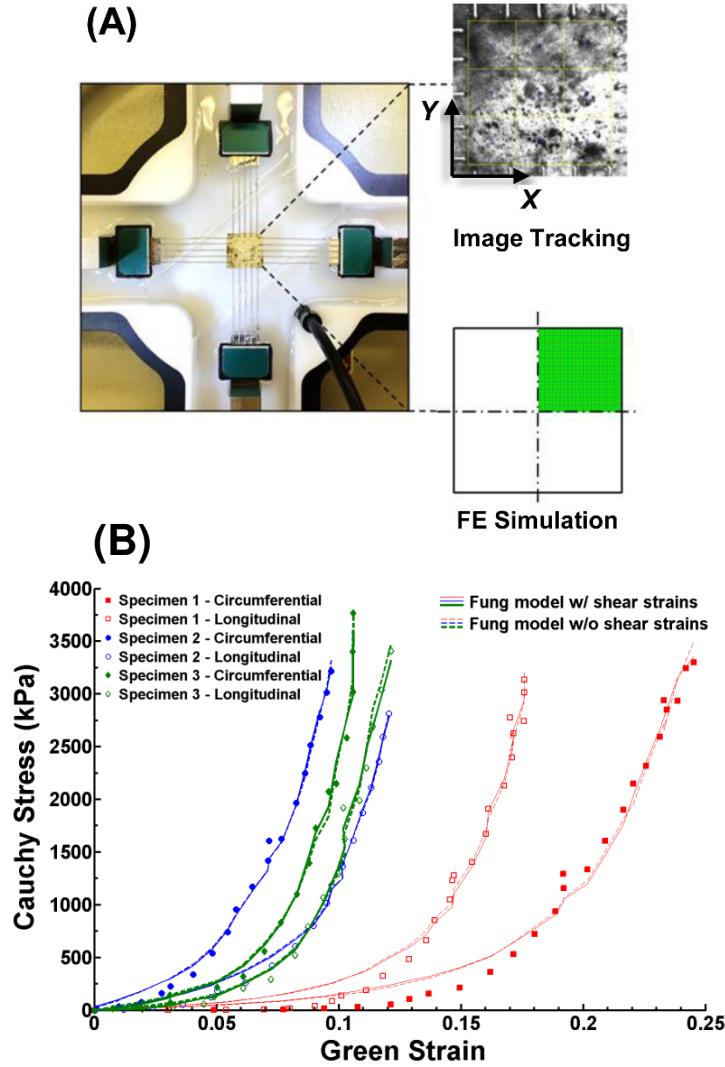 (A)
Y
X
Image Tracking
FE Simulation
(B)
4000
3500
3000
2500
2000
1500
1000
500
0
Cauchy Stress (kPa)
Specimen 1 - Circumferential
Specimen 1 - Longitudinal
Specimen 2 - Circumferential
Specimen 2 - Longitudinal
Specimen 3 - Circumferential
Specimen 3 - Longitudinal
Fung model w/ shear strains
Fung model w/o shear strains
0 0.05 0.1 0.15 0.2 0.25
Green Strain